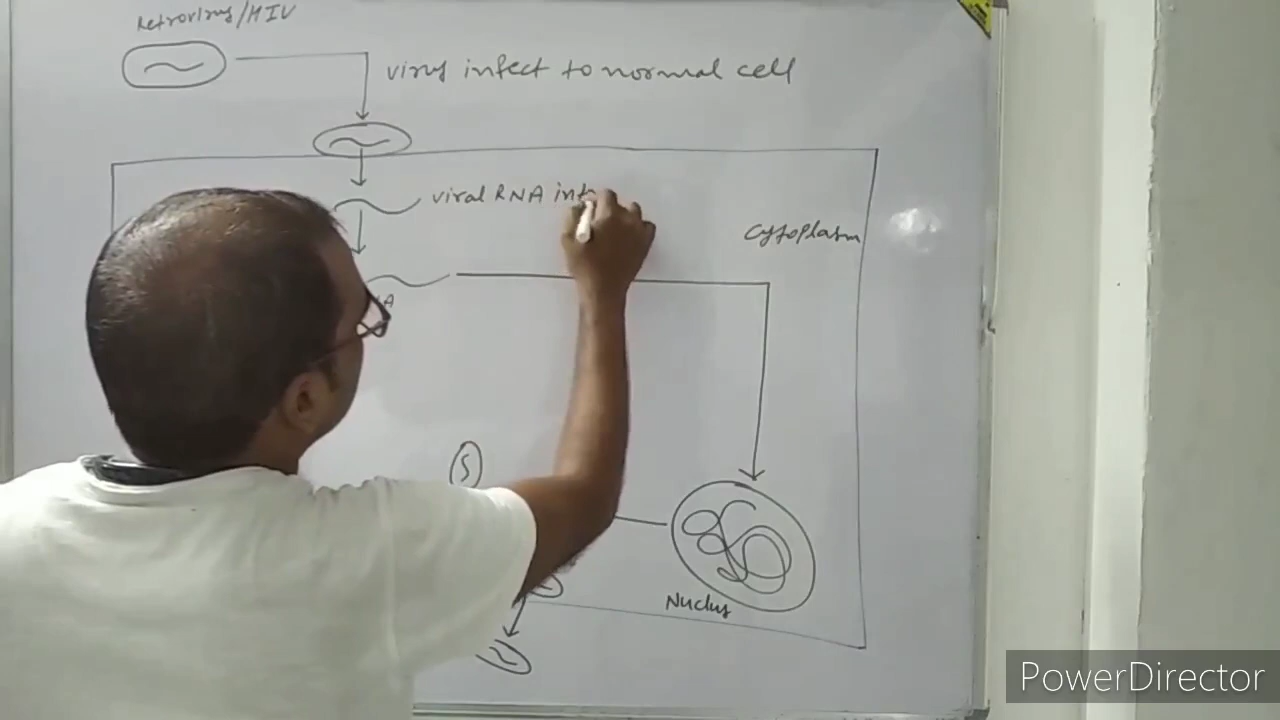 Retrovirus/HIV
virus infect to normal cell
viral RNA int
Cytoplasm
Nuclus
PowerDirector